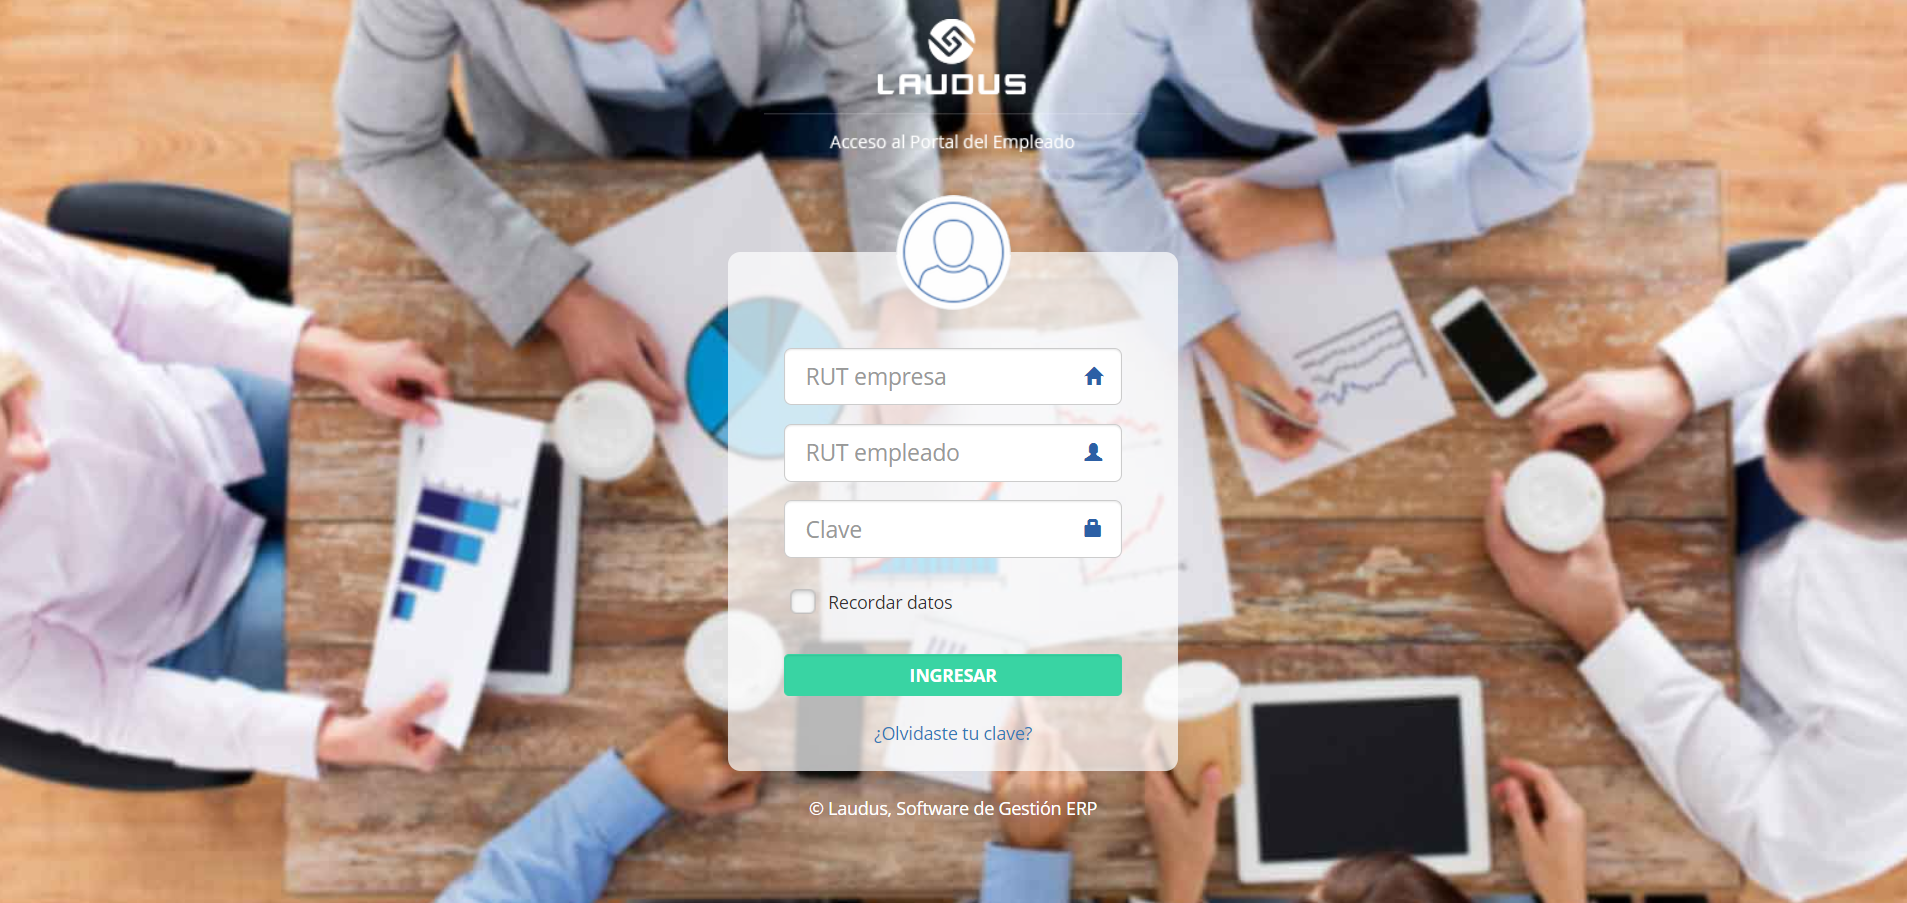 LAUDUS
Acceso al Portal del Empleado
RUT empresa
RUT empleado
Clave
Recordar datos
INGRESAR
¿Olvidaste tu clave?
© Laudus, Software de Gestión ERP